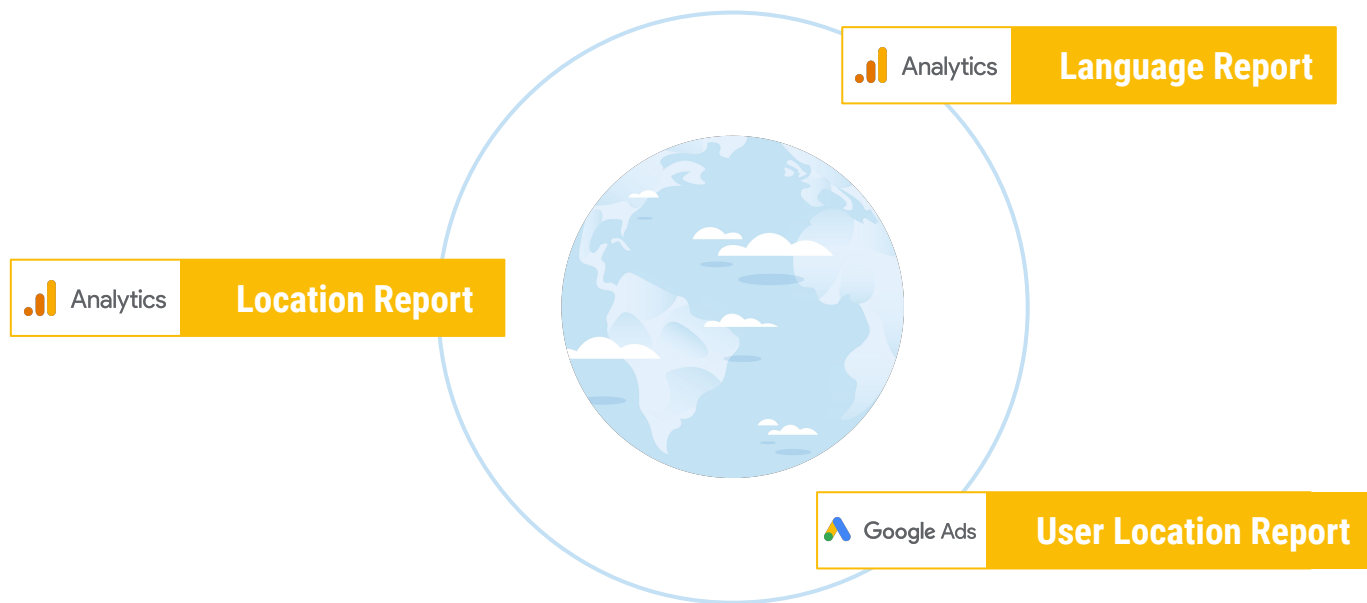 Analytics Language Report
Analytics Location Report
Google Ads User Location Report